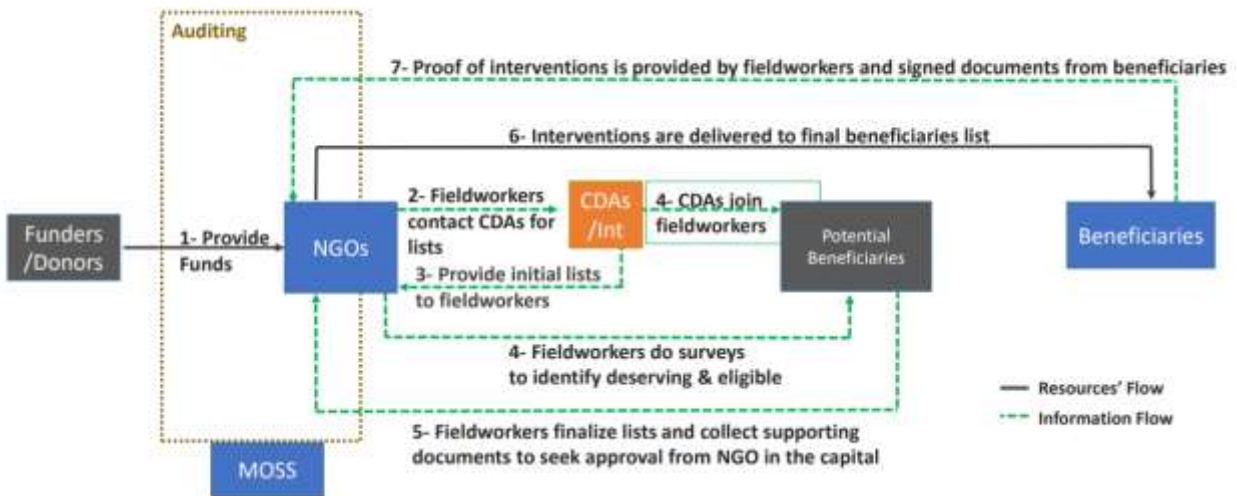 Auditing
7- Proof of interventions is provided by fieldworkers and signed documents from beneficiaries
6- Interventions are delivered to final beneficiaries list
Funders
/Donors
1- Provide
Funds
NGOs
2- Fieldworkers
contact CDAs for
lists
CDAs
/Int
4- CDAs join
fieldworkers
Potential
Beneficiaries
Beneficiaries
3- Provide initial lists
to fieldworkers
4- Fieldworkers do surveys
to identify deserving & eligible
5- Fieldworkers finalize lists and collect supporting
documents to seek approval from NGO in the capital
MOSS
Resources' Flow
Information Flow